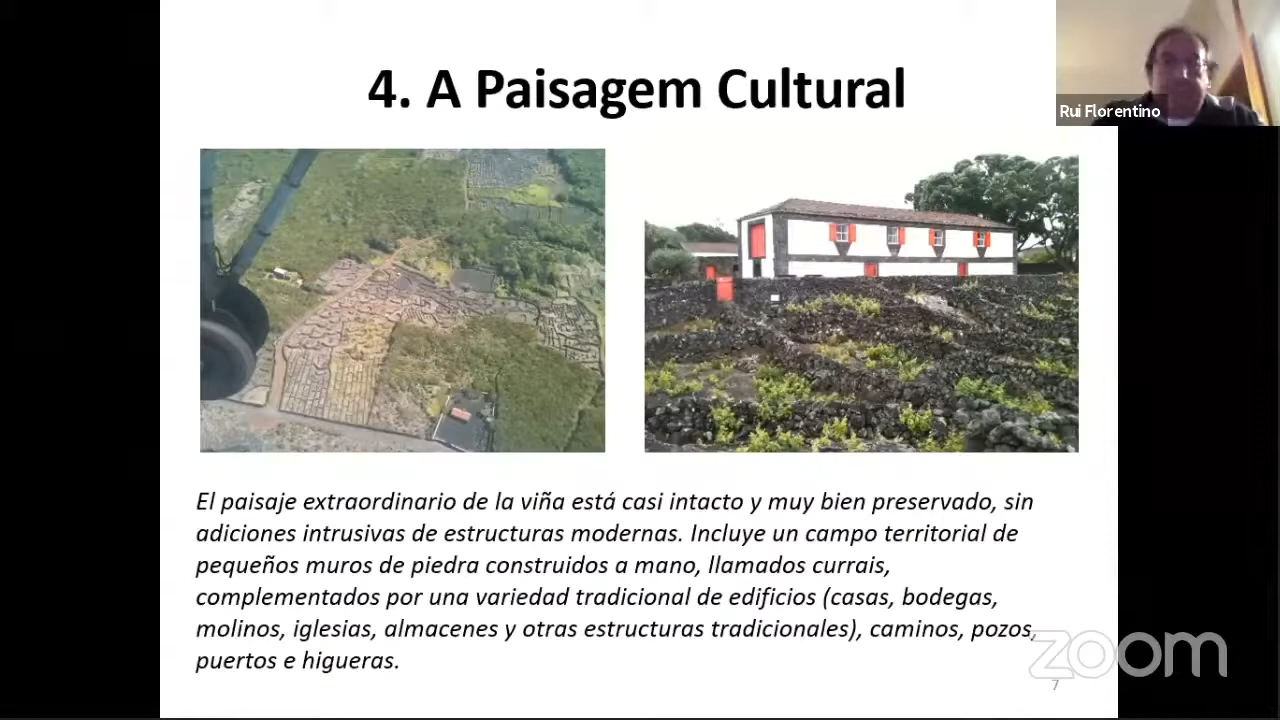 4. A Paisagem Cultural
Rui Florentino
El paisaje extraordinario de la viña está casi intacto y muy bien preservado, sin
adiciones intrusivas de estructuras modernas. Incluye un campo territorial de
pequeños muros de piedra construidos a mano, llamados currais,
complementados por una variedad tradicional de edificios (casas, bodegas,
molinos, iglesias, almacenes y otras estructuras tradicionales), caminos, pozos,
puertos e higueras.
zoom
7